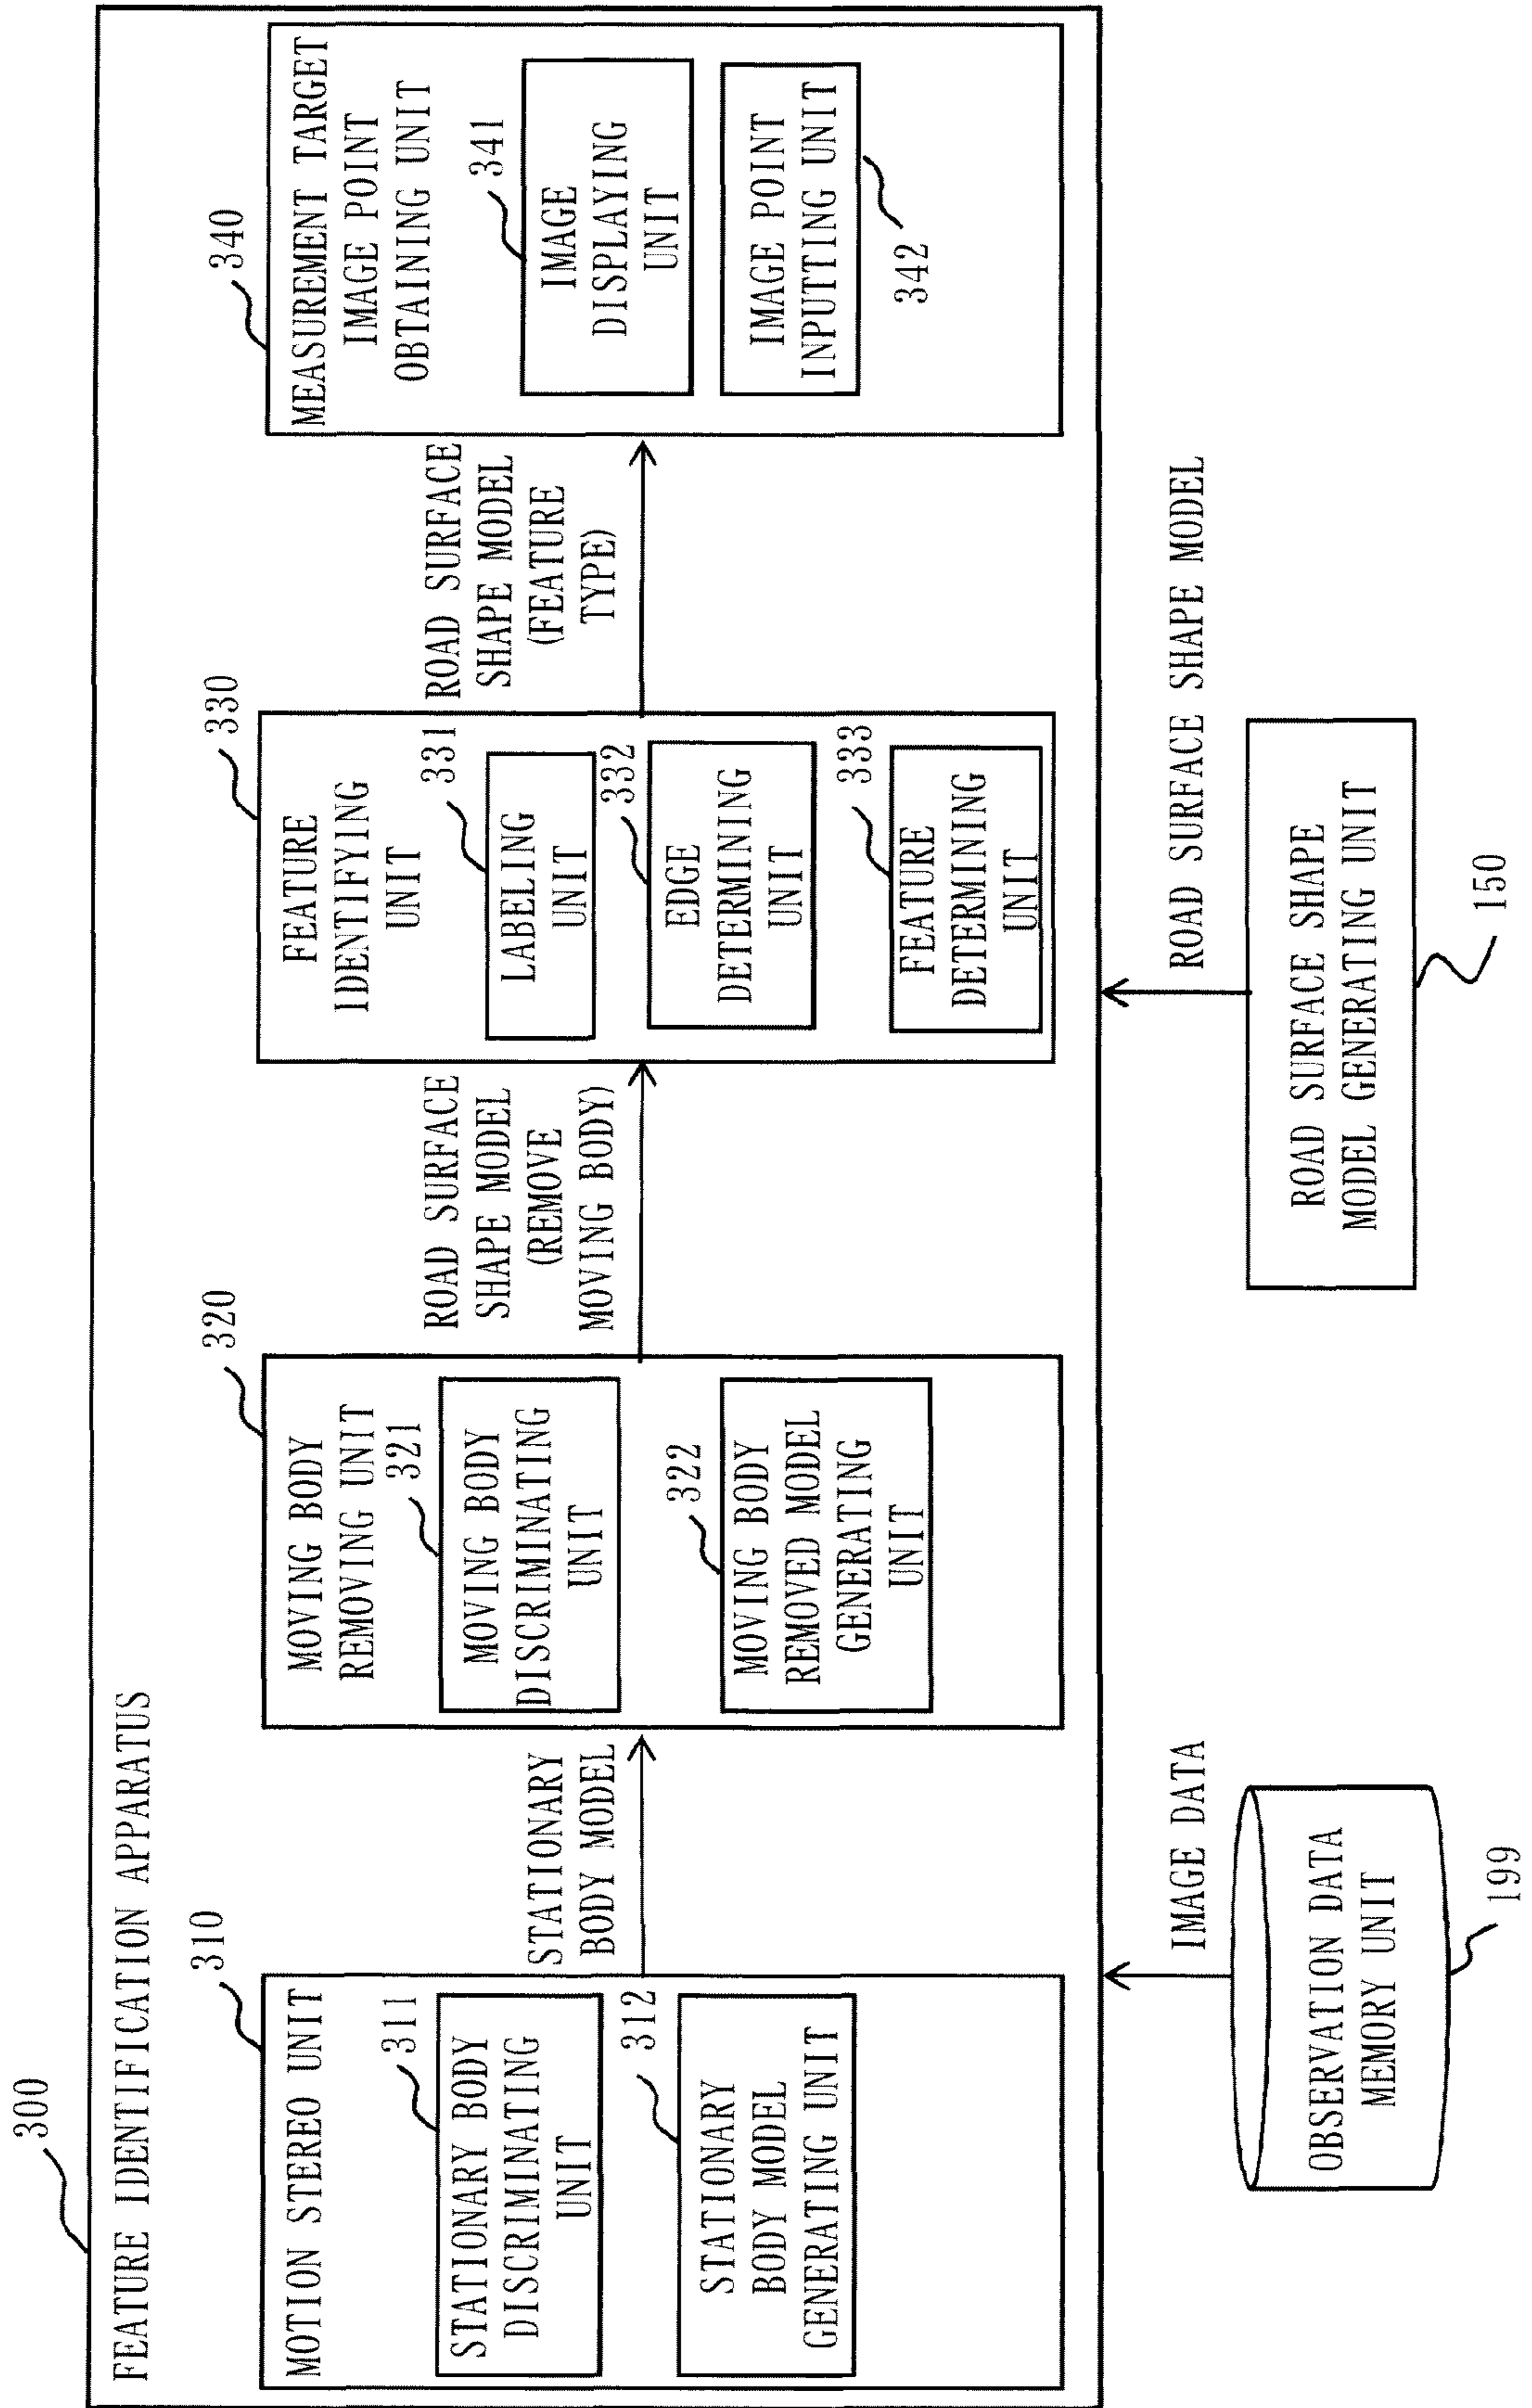 300
FEATURE IDENTIFICATION APPARATUS
310
MOTION STEREO UNIT
311
STATIONARY BODY
DISCRIMINATING
UNIT
312
STATIONARY
BODY MODEL
GENERATING UNIT
STATIONARY
BODY MODEL
320
MOVING BODY
REMOVING UNIT
321
MOVING BODY
DISCRIMINATING
UNIT
322
MOVING BODY
REMOVED MODEL
GENERATING
UNIT
ROAD SURFACE
SHAPE MODEL
(REMOVE
MOVING BODY)
330
FEATURE
IDENTIFYING
UNIT
331
LABELING
UNIT
332
EDGE
DETERMINING
UNIT
333
FEATURE
DETERMINING
UNIT
ROAD SURFACE
SHAPE MODEL
(FEATURE
TYPE)
340
MEASUREMENT TARGET
IMAGE POINT
OBTAINING UNIT
341
IMAGE
DISPLAYING
UNIT
IMAGE POINT
INPUTTING UNIT
342
IMAGE DATA
OBSERVATION DATA
MEMORY UNIT
199
ROAD SURFACE SHAPE MODEL
ROAD SURFACE SHAPE
MODEL GENERATING UNIT
150